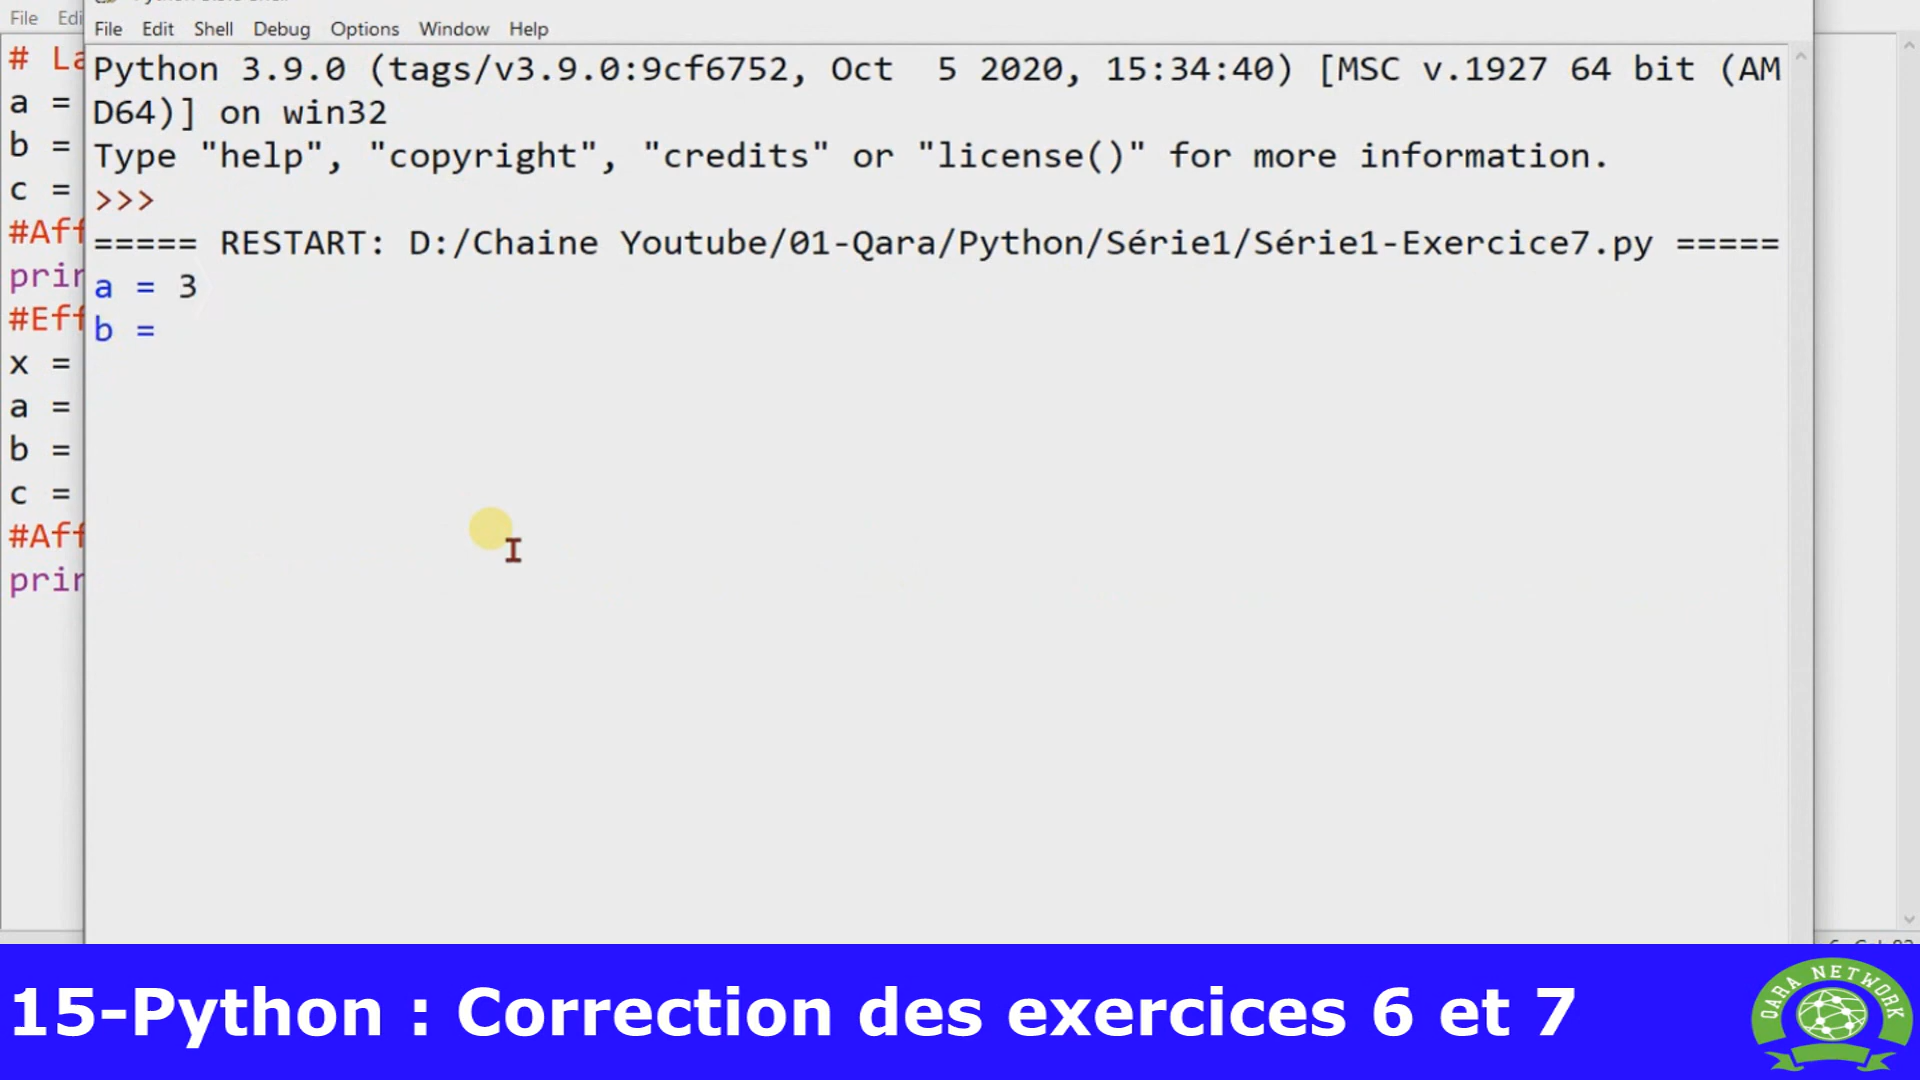 File Edi
File Edit Shell Debug Options Window Help
# La
a =
b =
c =
#Aff
prin
#Eff
x =
a =
b =
c =
#Aff
prin
Python 3.9.0 (tags/v3.9.0:9cf6752, Oct  5 2020, 15:34:40) [MSC v.1927 64 bit (AM
D64)] on win32
Type "help", "copyright", "credits" or "license()" for more information.
>>>
===== RESTART: D:/Chaine Youtube/01-Qara/Python/Série1/Série1-Exercice7.py =====
a = 3
b =
15-Python : Correction des exercices 6 et 7
QARA NETWORK